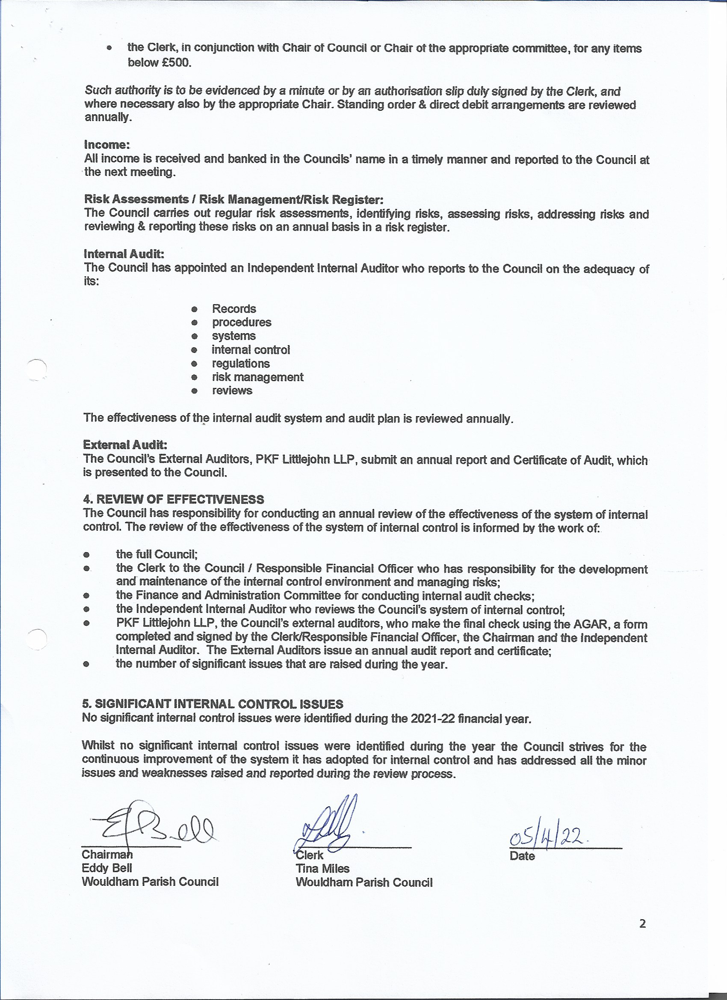 • the Clerk, in conjunction with Chair of Council or Chair of the appropriate committee, for any items
below £500.
Such authority is to be evidenced by a minute or by an authorisation slip duly signed by the Clerk, and
where necessary also by the appropriate Chair. Standing order & direct debit arrangements are reviewed
annually.
Income:
All income is received and banked in the Councils' name in a timely manner and reported to the Council at
the next meeting.
Risk Assessments / Risk Management/Risk Register:
The Council carries out regular risk assessments, identifying risks, assessing risks, addressing risks and
reviewing & reporting these risks on an annual basis in a risk register.
Internal Audit:
The Council has appointed an Independent Internal Auditor who reports to the Council on the adequacy of
its:
• Records
• procedures
• systems
• internal control
• regulations
• risk management
• reviews
The effectiveness of the internal audit system and audit plan is reviewed annually.
External Audit:
The Council's External Auditors, PKF Littlejohn LLP, submit an annual report and Certificate of Audit, which
is presented to the Council.
4. REVIEW OF EFFECTIVENESS
The Council has responsibility for conducting an annual review of the effectiveness of the system of internal
control. The review of the effectiveness of the system of internal control is informed by the work of:
• the full Council;
• the Clerk to the Council / Responsible Financial Officer who has responsibility for the development
and maintenance of the internal control environment and managing risks;
• the Finance and Administration Committee for conducting internal audit checks;
• the Independent Internal Auditor who reviews the Council's system of internal control;
• PKF Littlejohn LLP, the Council's external auditors, who make the final check using the AGAR, a form
completed and signed by the Clerk/Responsible Financial Officer, the Chairman and the Independent
Internal Auditor. The External Auditors issue an annual audit report and certificate;
• the number of significant issues that are raised during the year.
5. SIGNIFICANT INTERNAL CONTROL ISSUES
No significant internal control issues were identified during the 2021-22 financial year.
Whilst no significant internal control issues were identified during the year the Council strives for the
continuous improvement of the system it has adopted for internal control and has addressed all the minor
issues and weaknesses raised and reported during the review process.
E Bell 05/4/22.
Chairman Clerk Date
Eddy Bell Tina Miles
Wouldham Parish Council Wouldham Parish Council
2